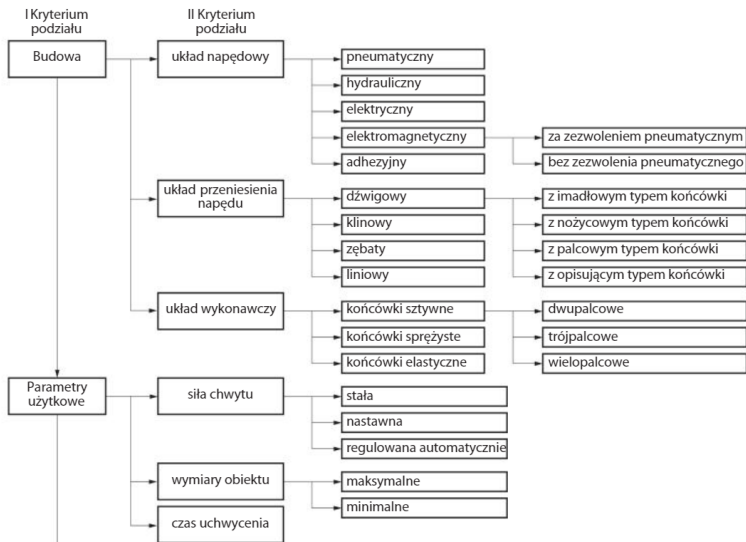 I Kryterium
podziału
II Kryterium
podziału
Budowa
układ napędowy
pneumatyczny
hydrauliczny
elektryczny
elektromagnetyczny
za zezwoleniem pneumatycznym
adhezyjny
bez zezwolenia pneumatycznego
układ przeniesienia
napędu
dźwigowy
z imadłowym typem końcówki
klinowy
z nożycowym typem końcówki
zębaty
z palcowym typem końcówki
liniowy
z opisującym typem końcówki
układ wykonawczy
końcówki sztywne
dwupalcowe
końcówki sprężyste
trójpalcowe
końcówki elastyczne
wielopalcowe
Parametry
użytkowe
siła chwytu
stała
nastawna
regulowana automatycznie
wymiary obiektu
maksymalne
minimalne
czas uchwycenia